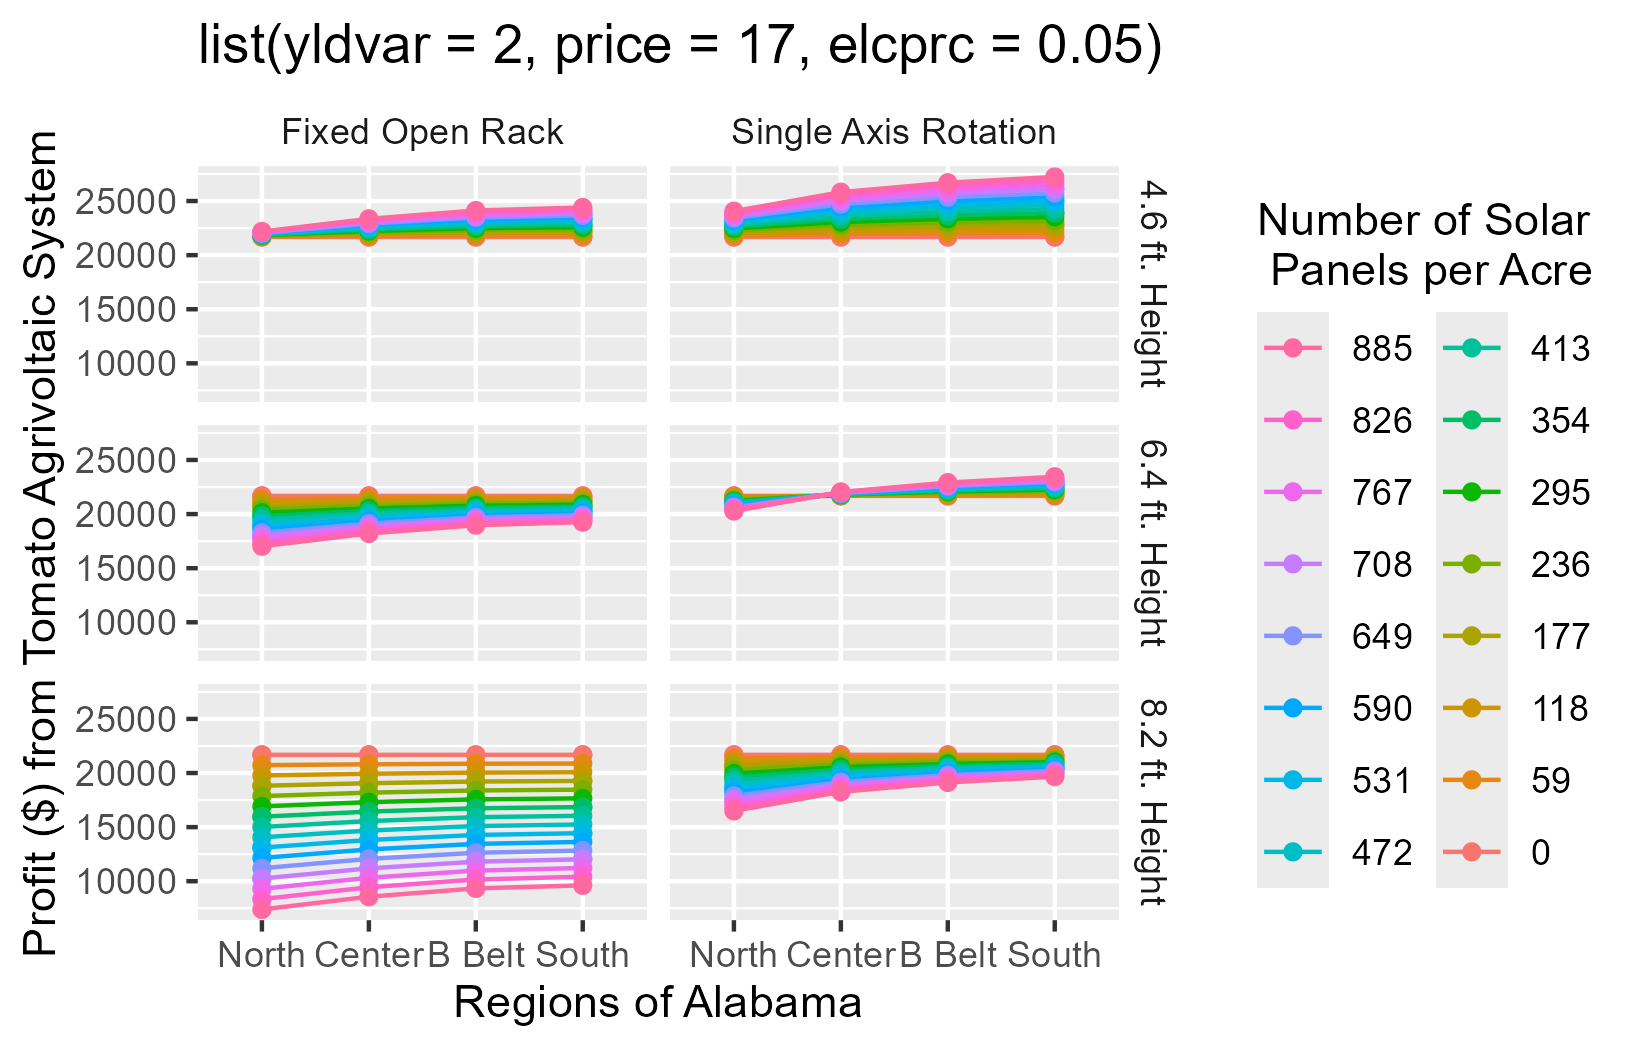 list(yldvar = 2, price = 17, elcprc = 0.05)
Profit ($) from Tomato Agrivoltaic System
Fixed Open Rack
Single Axis Rotation
25000
20000
15000
10000
4.6 ft. Height
25000
20000
15000
10000
6.4 ft. Height
25000
20000
15000
10000
8.2 ft. Height
North Center B Belt South
North Center B Belt South
Regions of Alabama
Number of Solar
Panels per Acre
885 413
826 354
767 295
708 236
649 177
590 118
531 59
472 0